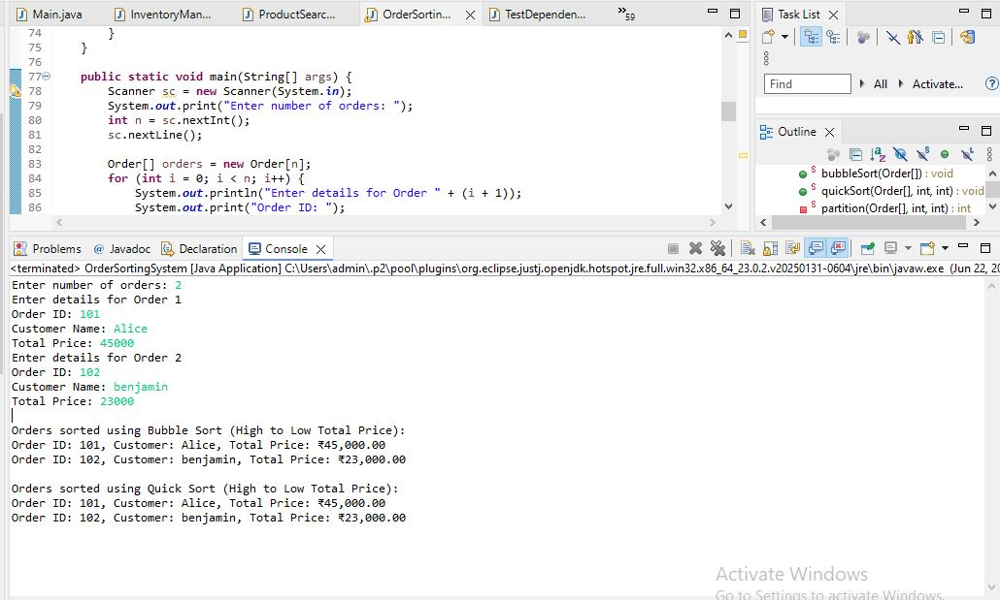 Main.java InventoryMan... ProductSearc... OrderSortin... TestDependen... »59
74 }
75 }
76
77 public static void main(String[] args) {
78 Scanner sc = new Scanner(System.in);
79 System.out.print("Enter number of orders: ");
80 int n = sc.nextInt();
81 sc.nextLine();
82
83 Order[] orders = new Order[n];
84 for (int i = 0; i < n; i++) {
85 System.out.println("Enter details for Order " + (i + 1));
86 System.out.print("Order ID: ");
Task List
Find All Activate...
Outline
bubbleSort(Order[]) : void
quickSort(Order[], int, int) : void
partition(Order[], int, int) : int
Problems @ Javadoc Declaration Console
<terminated> OrderSortingSystem [Java Application] C:\Users\admin\.p2\pool\plugins\org.eclipse.justj.openjdk.hotspot.jre.full.win32.x86_64_23.0.2.v20250131-0604\jre\bin\javaw.exe (Jun 22, 20
Enter number of orders: 2
Enter details for Order 1
Order ID: 101
Customer Name: Alice
Total Price: 45000
Enter details for Order 2
Order ID: 102
Customer Name: benjamin
Total Price: 23000
Orders sorted using Bubble Sort (High to Low Total Price):
Order ID: 101, Customer: Alice, Total Price: ₹45,000.00
Order ID: 102, Customer: benjamin, Total Price: ₹23,000.00
Orders sorted using Quick Sort (High to Low Total Price):
Order ID: 101, Customer: Alice, Total Price: ₹45,000.00
Order ID: 102, Customer: benjamin, Total Price: ₹23,000.00
Activate Windows
Go to Settings to activate Windows.